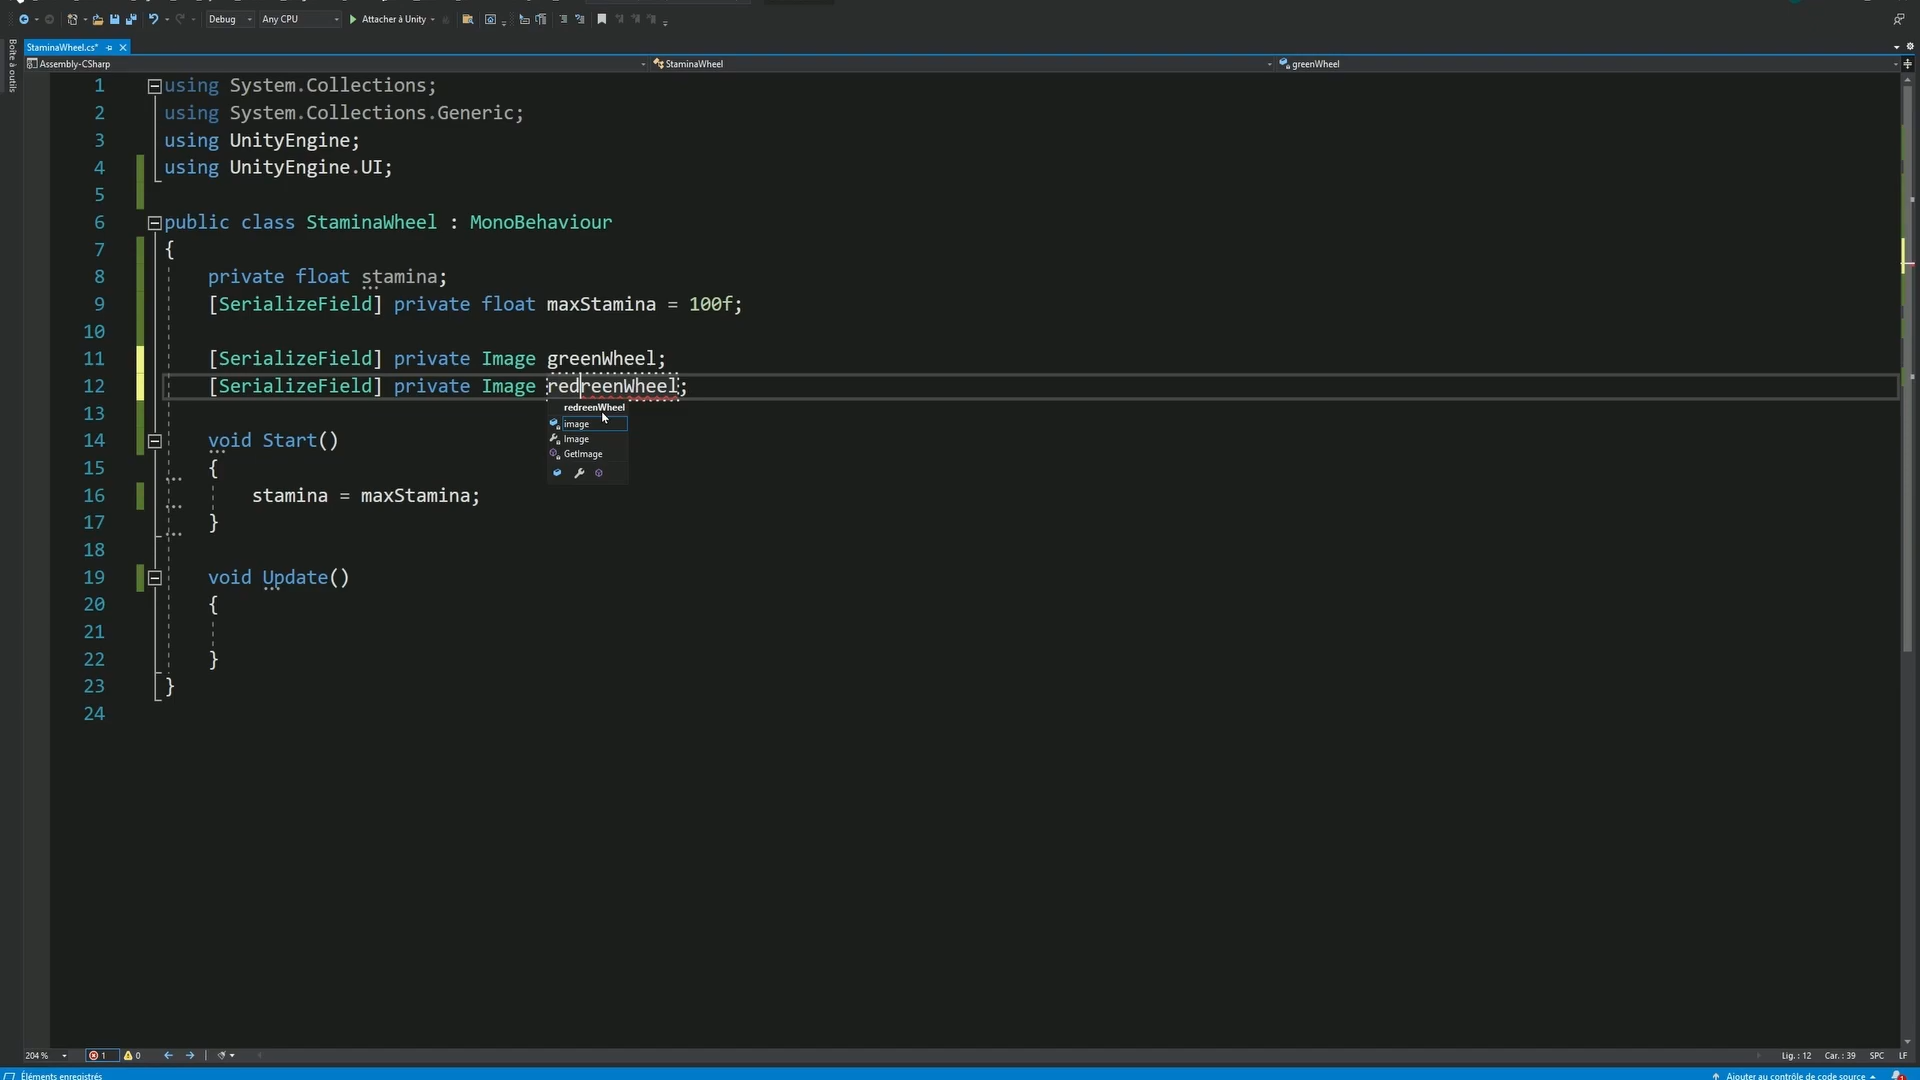 Debug Any CPU Attacher à Unity
Boîte à outils
StaminaWheel.cs*
Assembly-CSharp StaminaWheel greenWheel
1 using System.Collections;
2 using System.Collections.Generic;
3 using UnityEngine;
4 using UnityEngine.UI;
5
6 public class StaminaWheel : MonoBehaviour
7 {
8 private float stamina;
9 [SerializeField] private float maxStamina = 100f;
10
11 [SerializeField] private Image greenWheel;
12 [SerializeField] private Image redreenWheel;
redreenWheel
image
Image
GetImage
13
14 void Start()
15 {
16 stamina = maxStamina;
17 }
18
19 void Update()
20 {
21
22 }
23 }
24
204 % 1 0 Lig. : 12 Car. : 39 SPC LF
Éléments enregistrés Ajouter au contrôle de code source